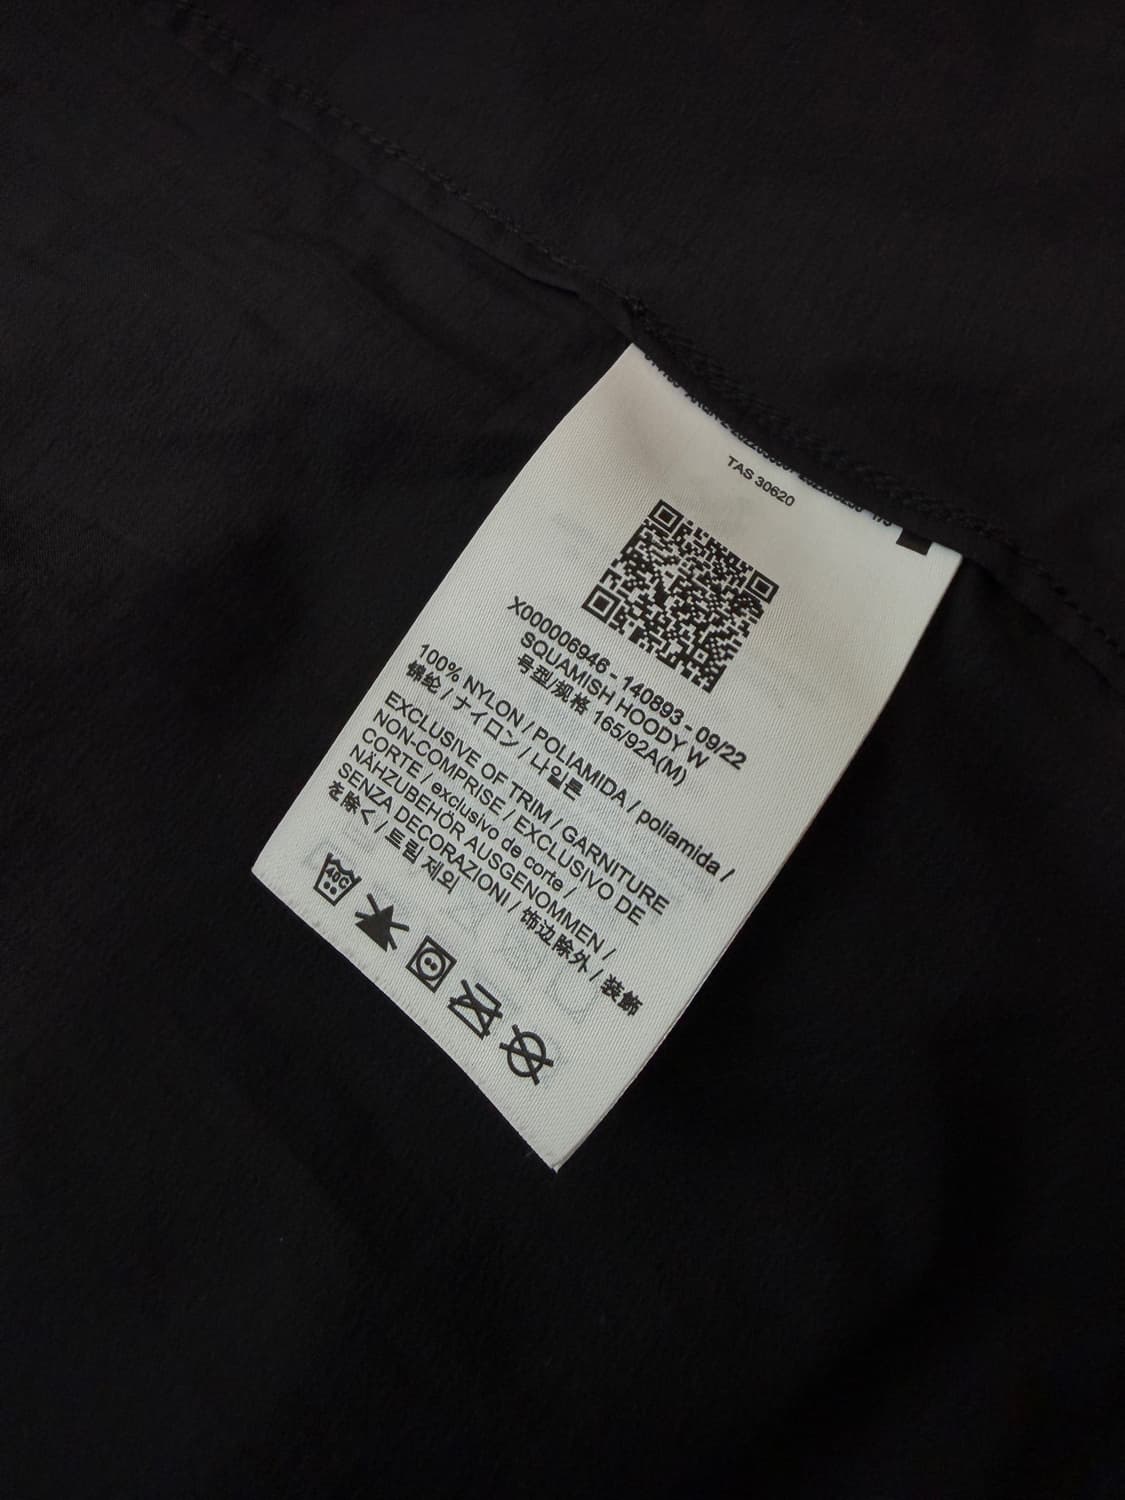 TAS 30620
X000006946 - 140893 - 09/22
SQUAMISH HOODY W
号型/规格 165/92A(M)
100% NYLON / POLIAMIDA / poliamida /
锦纶 / ナイロン / 나일론
EXCLUSIVE OF TRIM / GARNITURE
NON-COMPRISE / EXCLUSIVO DE
CORTE / exclusivo de corte /
NÄHZUBEHÖR AUSGENOMMEN /
SENZA DECORAZIONI / 饰边除外 / 装飾
を除く / 트림 제외
40C